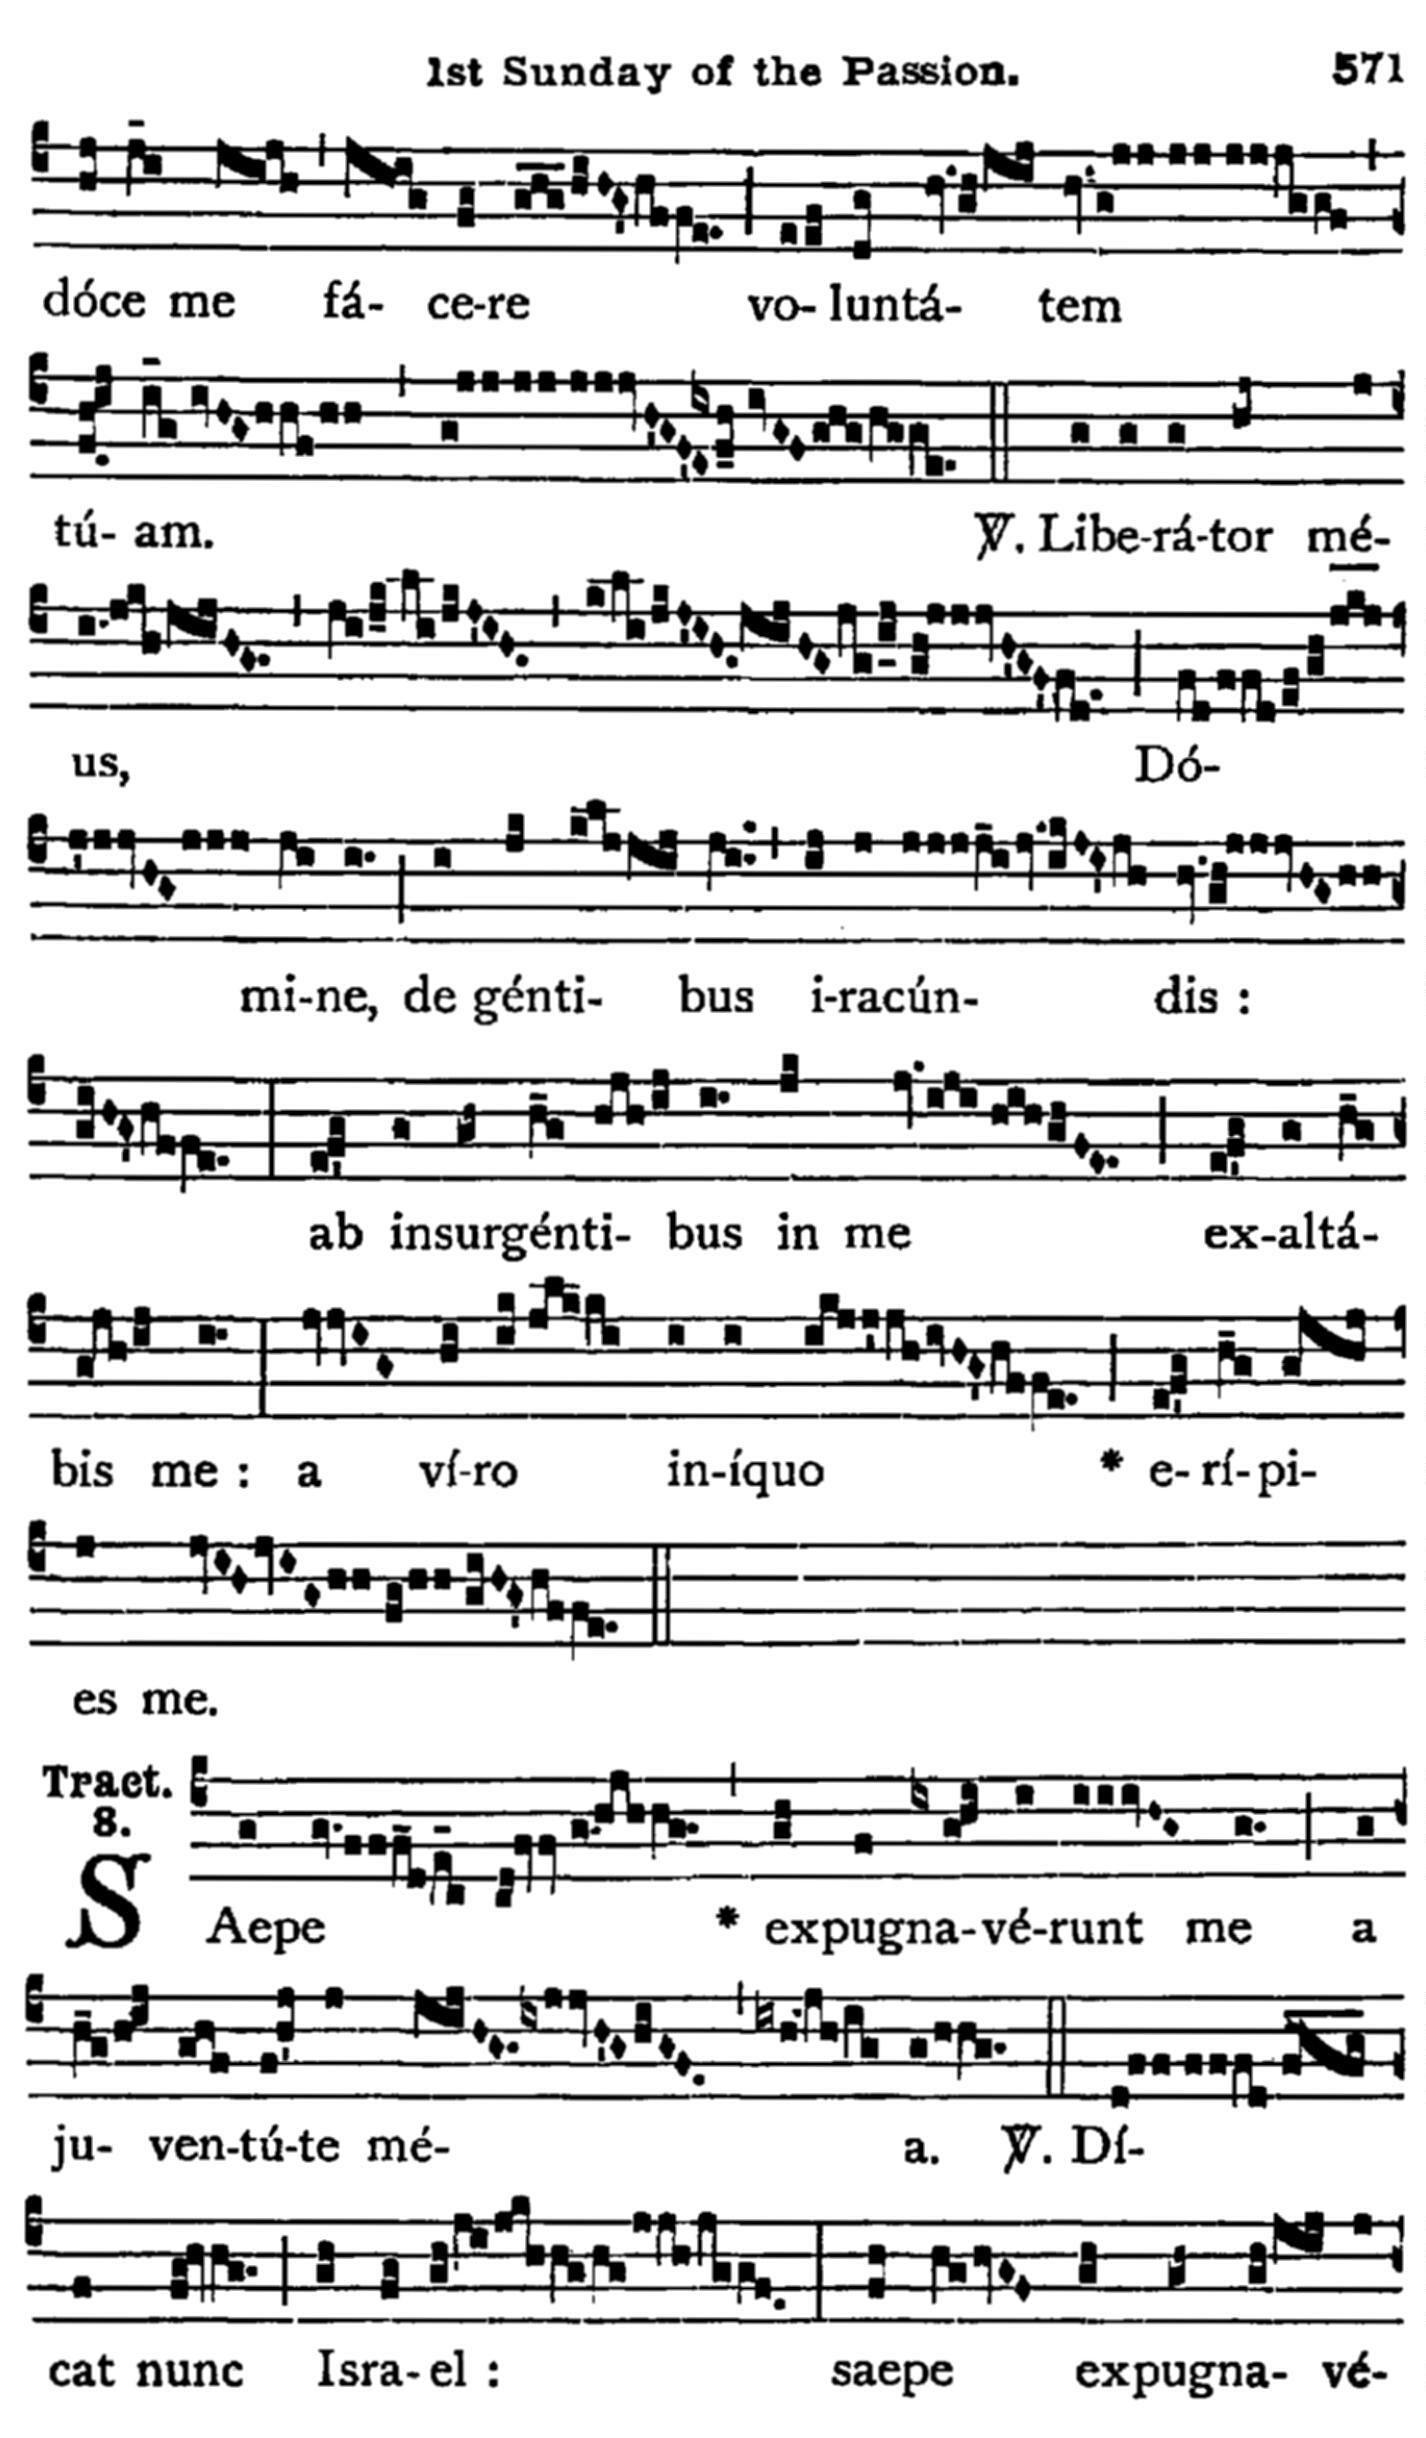 1st Sunday of the Passion. 571
dóce me fá- ce-re vo- luntá- tem
tú- am. ℣. Libe-rá-tor mé-
us, Dó-
mi-ne, de génti- bus i-racún- dis :
ab insurgénti- bus in me ex-altá-
bis me : a ví-ro in-íquo * e- rí- pi-
es me.
Tract.
8.
SAepe * expugna-vé-runt me a
ju- ven-tú-te mé- a. ℣. Dí-
cat nunc Isra- el : saepe expugna- vé-